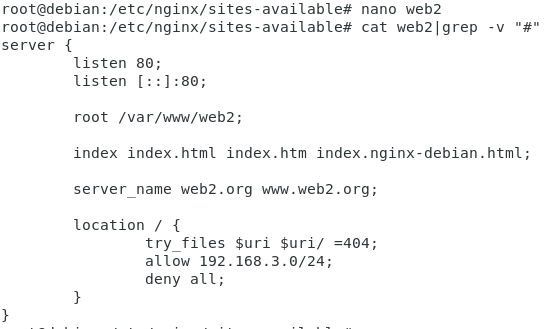 root@debian:/etc/nginx/sites-available# nano web2
root@debian:/etc/nginx/sites-available# cat web2|grep -v "#"
server {
        listen 80;
        listen [::]:80;

        root /var/www/web2;

        index index.html index.htm index.nginx-debian.html;

        server_name web2.org www.web2.org;

        location / {
                try_files $uri $uri/ =404;
                allow 192.168.3.0/24;
                deny all;
        }
}